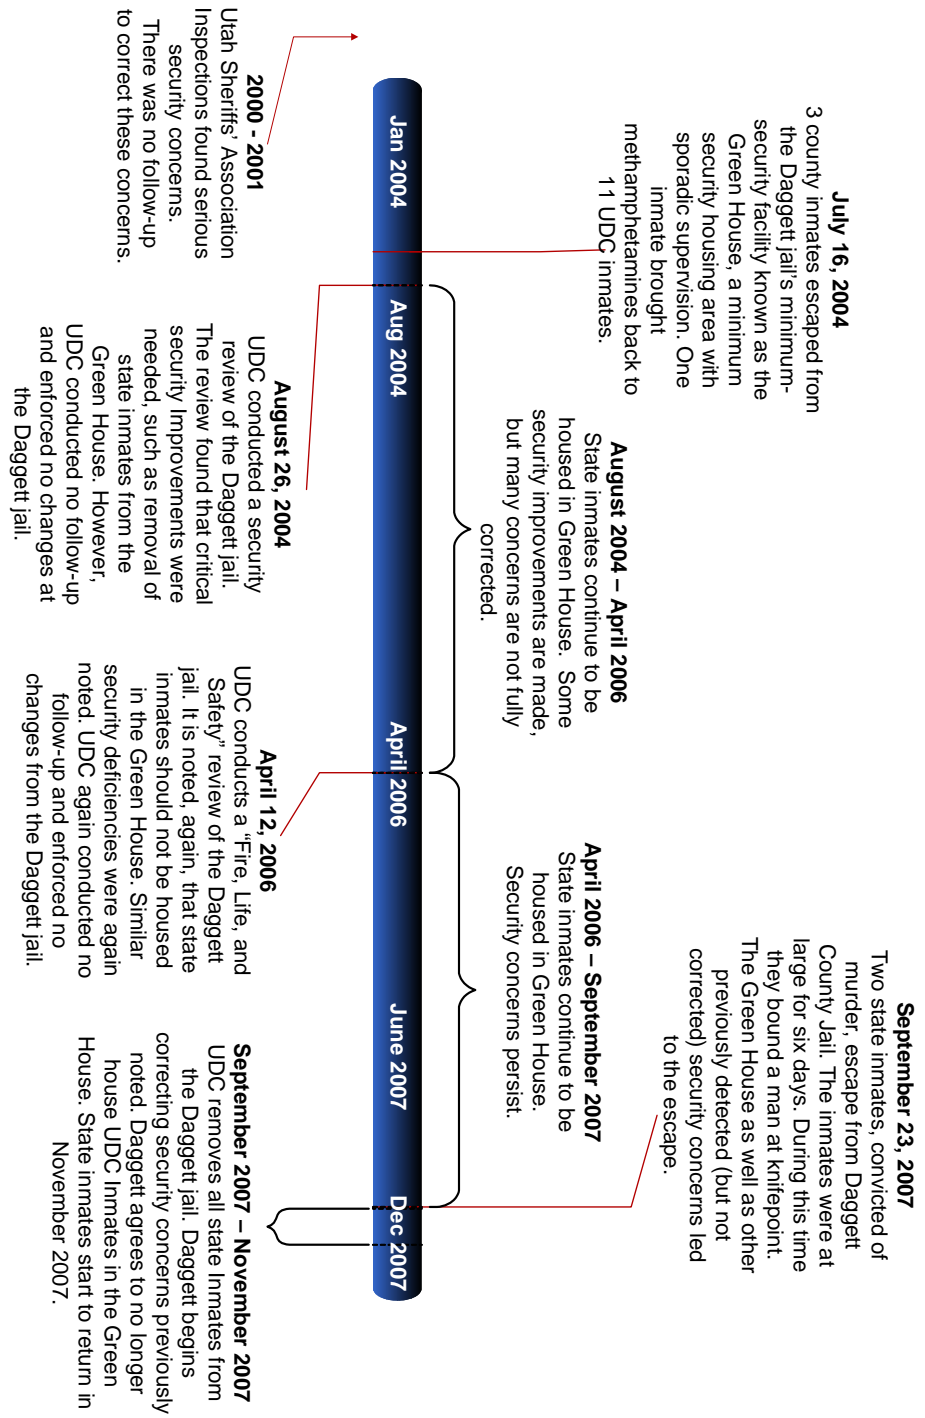 July 16, 2004
3 county inmates escaped from
the Daggett jail's minimum-
security facility known as the
Green House, a minimum
security housing area with
sporadic supervision. One
inmate brought
methamphetamines back to
11 UDC inmates.
August 2004 – April 2006
State inmates continue to be
housed in Green House.  Some
security improvements are made,
but many concerns are not fully
corrected.
April 2006 – September 2007
State inmates continue to be
housed in Green House.
Security concerns persist.
September 23, 2007
Two state inmates, convicted of
murder, escape from Daggett
County Jail. The inmates were at
large for six days. During this time
they bound a man at knifepoint.
The Green House as well as other
previously detected (but not
corrected) security concerns led
to the escape.
Jan 2004
Aug 2004
April 2006
June 2007
Dec 2007
2000 - 2001
Utah Sheriffs' Association
Inspections found serious
security concerns.
There was no follow-up
to correct these concerns.
August 26, 2004
UDC conducted a security
review of the Daggett jail.
The review found that critical
security Improvements were
needed, such as removal of
state inmates from the
Green House. However,
UDC conducted no follow-up
and enforced no changes at
the Daggett jail.
April 12, 2006
UDC conducts a “Fire, Life, and
Safety” review of the Daggett
jail. It is noted, again, that state
inmates should not be housed
in the Green House. Similar
security deficiencies were again
noted. UDC again conducted no
follow-up and enforced no
changes from the Daggett jail.
September 2007 – November 2007
UDC removes all state Inmates from
the Daggett jail. Daggett begins
correcting security concerns previously
noted. Daggett agrees to no longer
house UDC Inmates in the Green
House. State inmates start to return in
November 2007.